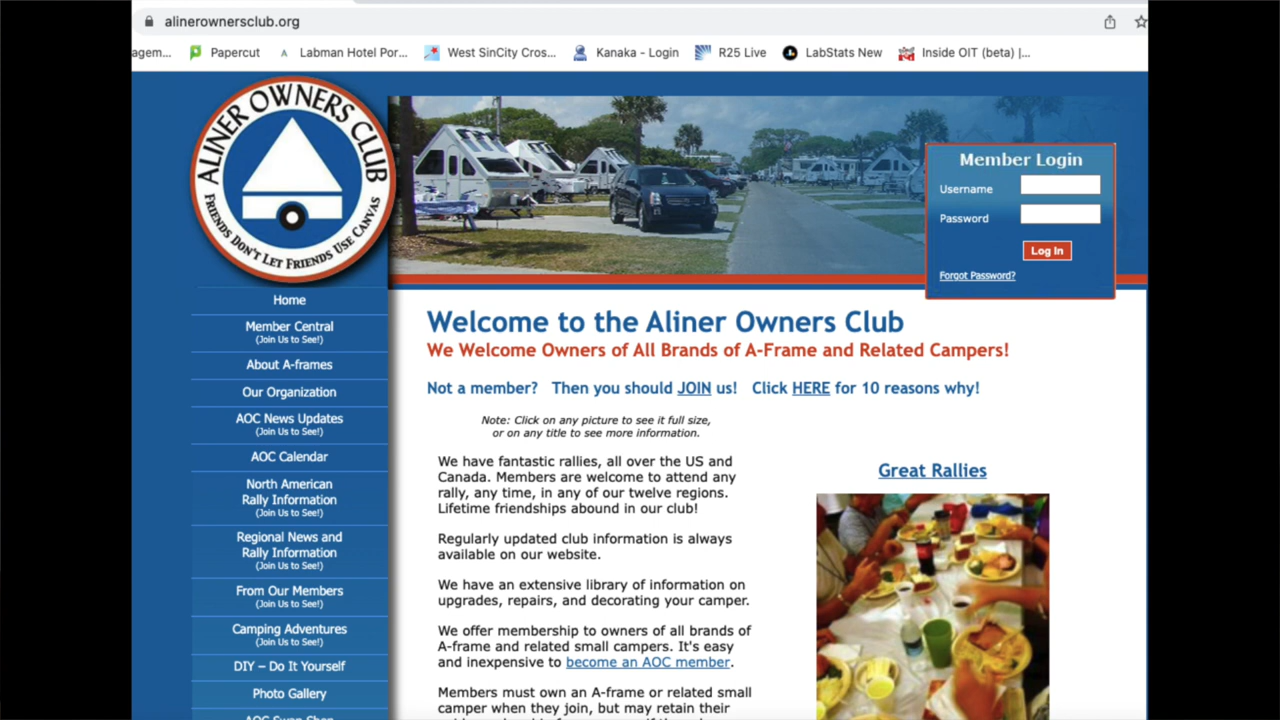 alinerownersclub.org
agem...
Papercut
Labman Hotel Por...
West SinCity Cros...
Kanaka - Login
R25 Live
LabStats New
Inside OIT (beta) |...
ALINER OWNERS CLUB
FRIENDS DON'T LET FRIENDS USE CANVAS
Member Login
Username
Password
Log In
Forgot Password?
Home
Member Central
(Join Us to See!)
About A-frames
Our Organization
AOC News Updates
(Join Us to See!)
AOC Calendar
North American
Rally Information
(Join Us to See!)
Regional News and
Rally Information
(Join Us to See!)
From Our Members
(Join Us to See!)
Camping Adventures
(Join Us to See!)
DIY – Do It Yourself
Photo Gallery
AOC Swap Shop
Welcome to the Aliner Owners Club
We Welcome Owners of All Brands of A-Frame and Related Campers!
Not a member? Then you should JOIN us! Click HERE for 10 reasons why!
Note: Click on any picture to see it full size,
or on any title to see more information.
We have fantastic rallies, all over the US and
Canada. Members are welcome to attend any
rally, any time, in any of our twelve regions.
Lifetime friendships abound in our club!
Regularly updated club information is always
available on our website.
We have an extensive library of information on
upgrades, repairs, and decorating your camper.
We offer membership to owners of all brands of
A-frame and related small campers. It's easy
and inexpensive to become an AOC member.
Members must own an A-frame or related small
camper when they join, but may retain their
Great Rallies